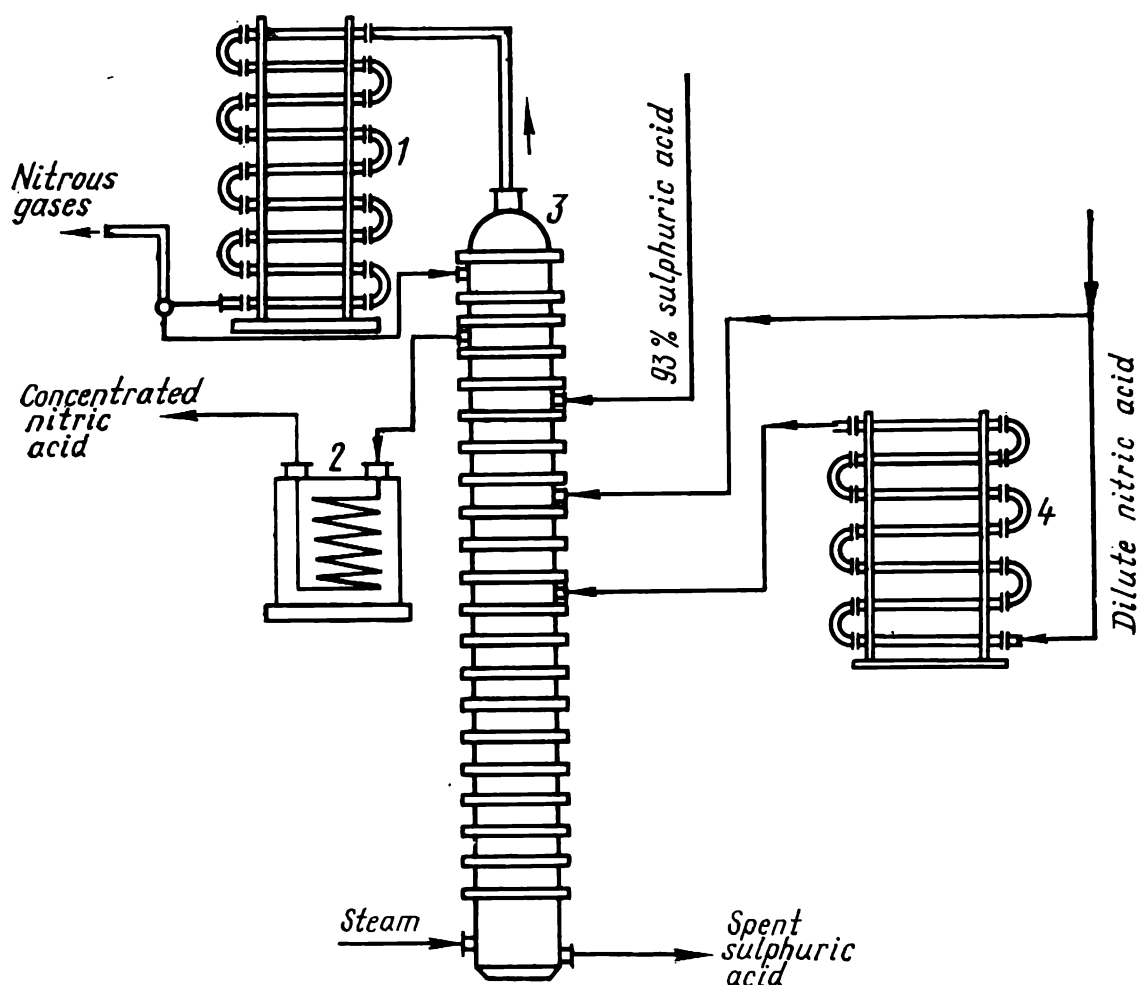 1
Nitrous
gases
3
93% sulphuric acid
Concentrated
nitric
acid
2
4
Dilute nitric acid
Steam
Spent
sulphuric
acid